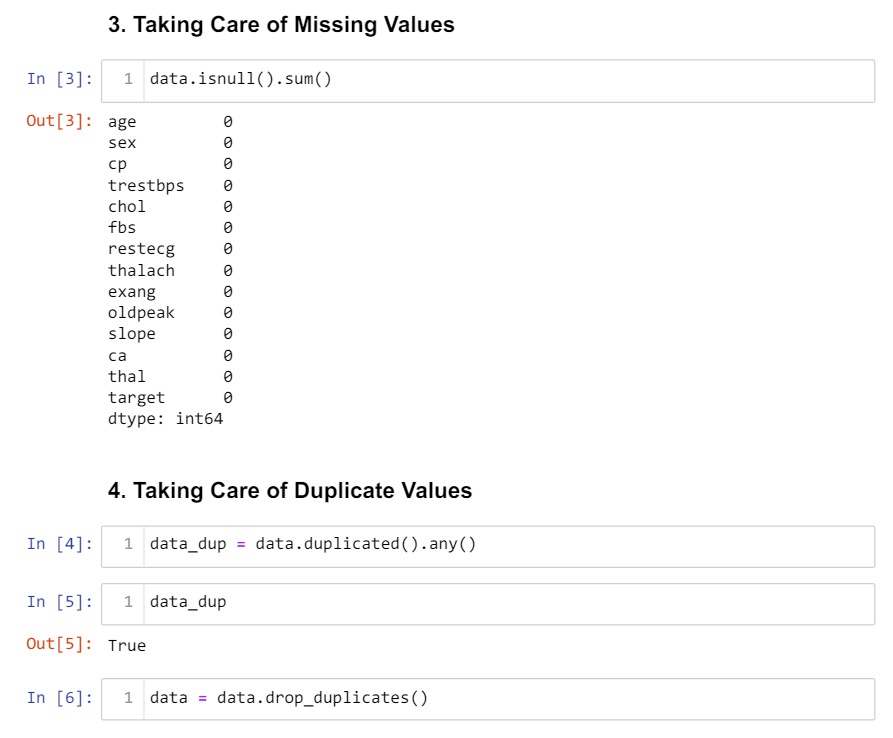 3. Taking Care of Missing Values
In [3]: 1 data.isnull().sum()
Out[3]: age 0
sex 0
cp 0
trestbps 0
chol 0
fbs 0
restecg 0
thalach 0
exang 0
oldpeak 0
slope 0
ca 0
thal 0
target 0
dtype: int64
4. Taking Care of Duplicate Values
In [4]: 1 data_dup = data.duplicated().any()
In [5]: 1 data_dup
Out[5]: True
In [6]: 1 data = data.drop_duplicates()